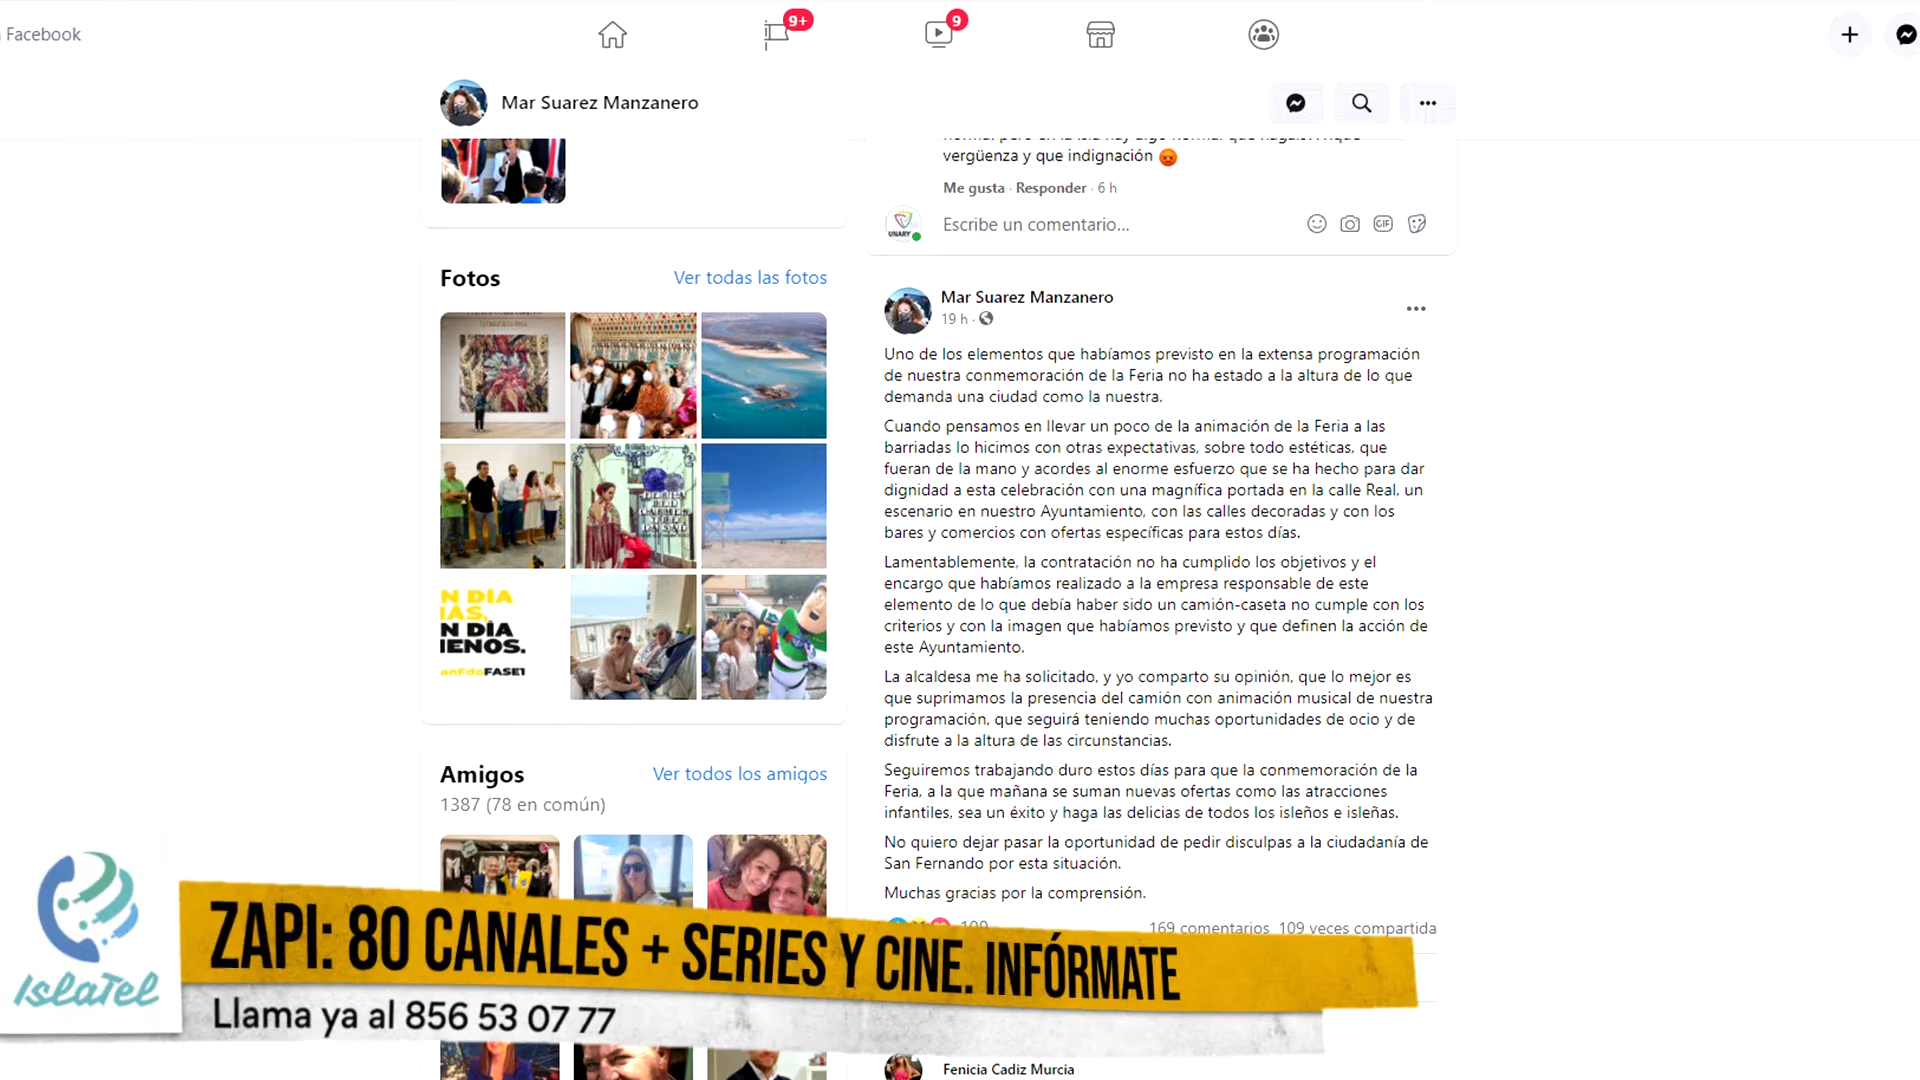 Facebook
9+
9
Mar Suarez Manzanero
vergüenza y que indignación
Me gusta · Responder · 6 h
UNARY
Escribe un comentario...
GIF
Fotos
Ver todas las fotos
N DÍA
ÁS,
N DÍA
IENOS.
anFdoFASE1
Amigos
Ver todos los amigos
1387 (78 en común)
Mar Suarez Manzanero
19 h ·
Uno de los elementos que habíamos previsto en la extensa programación
de nuestra conmemoración de la Feria no ha estado a la altura de lo que
demanda una ciudad como la nuestra.
Cuando pensamos en llevar un poco de la animación de la Feria a las
barriadas lo hicimos con otras expectativas, sobre todo estéticas, que
fueran de la mano y acordes al enorme esfuerzo que se ha hecho para dar
dignidad a esta celebración con una magnífica portada en la calle Real, un
escenario en nuestro Ayuntamiento, con las calles decoradas y con los
bares y comercios con ofertas específicas para estos días.
Lamentablemente, la contratación no ha cumplido los objetivos y el
encargo que habíamos realizado a la empresa responsable de este
elemento de lo que debía haber sido un camión-caseta no cumple con los
criterios y con la imagen que habíamos previsto y que definen la acción de
este Ayuntamiento.
La alcaldesa me ha solicitado, y yo comparto su opinión, que lo mejor es
que suprimamos la presencia del camión con animación musical de nuestra
programación, que seguirá teniendo muchas oportunidades de ocio y de
disfrute a la altura de las circunstancias.
Seguiremos trabajando duro estos días para que la conmemoración de la
Feria, a la que mañana se suman nuevas ofertas como las atracciones
infantiles, sea un éxito y haga las delicias de todos los isleños e isleñas.
No quiero dejar pasar la oportunidad de pedir disculpas a la ciudadanía de
San Fernando por esta situación.
Muchas gracias por la comprensión.
169 comentarios 109 veces compartida
Fenicia Cadiz Murcia
IslaTel
ZAPI: 80 CANALES + SERIES Y CINE. INFÓRMATE
Llama ya al 856 53 07 77